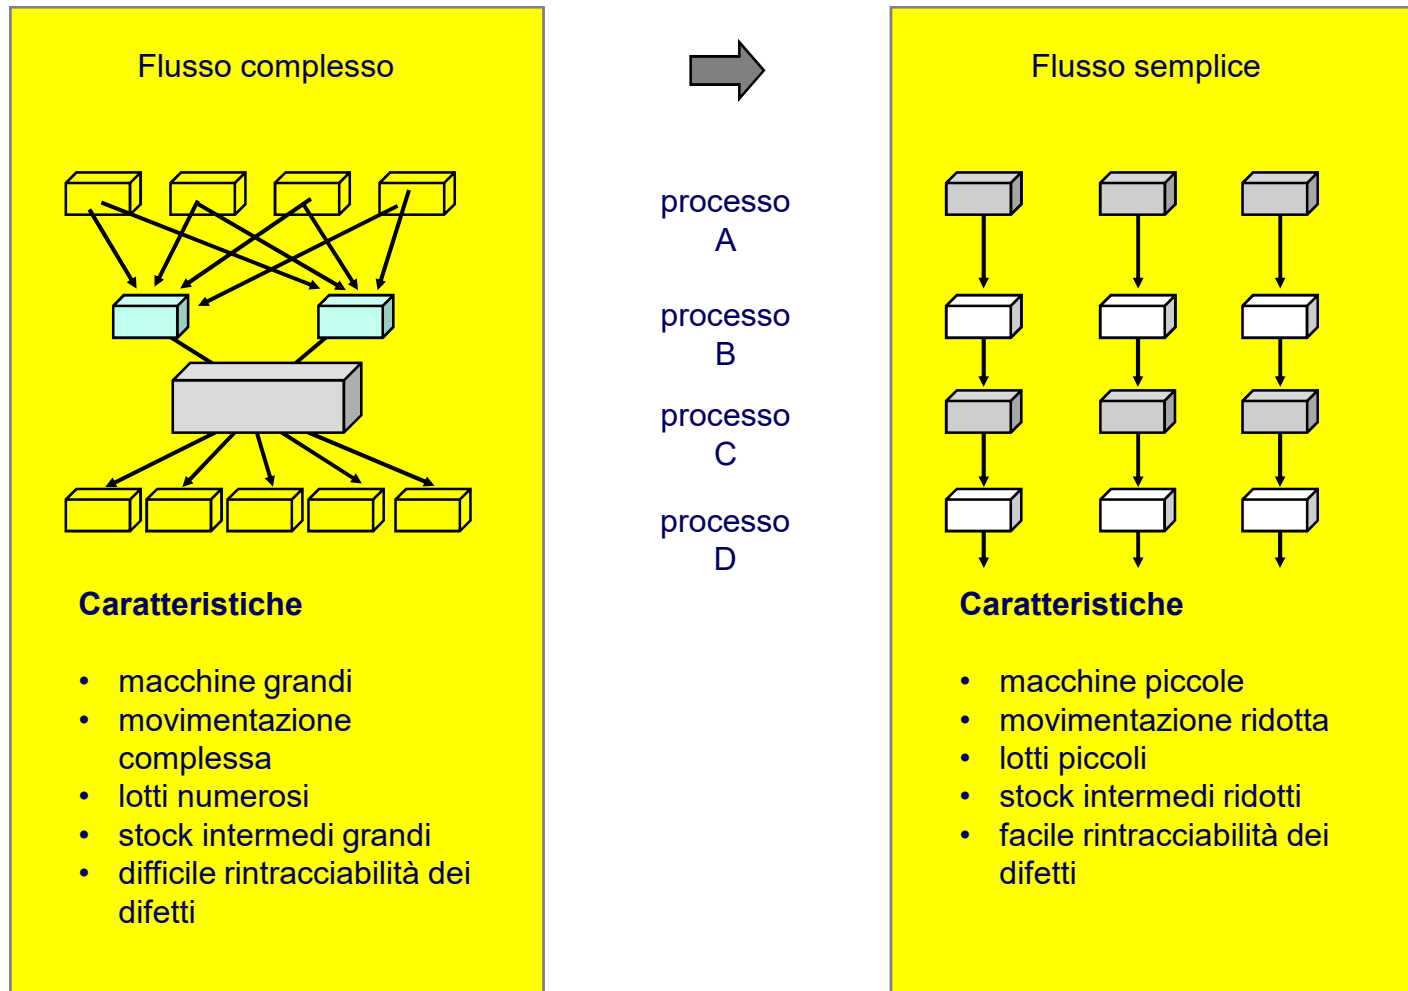 Flusso complesso
Flusso semplice
processo
A
processo
B
processo
C
processo
D
Caratteristiche
• macchine grandi
• movimentazione
complessa
• lotti numerosi
• stock intermedi grandi
• difficile rintracciabilità dei
difetti
Caratteristiche
• macchine piccole
• movimentazione ridotta
• lotti piccoli
• stock intermedi ridotti
• facile rintracciabilità dei
difetti